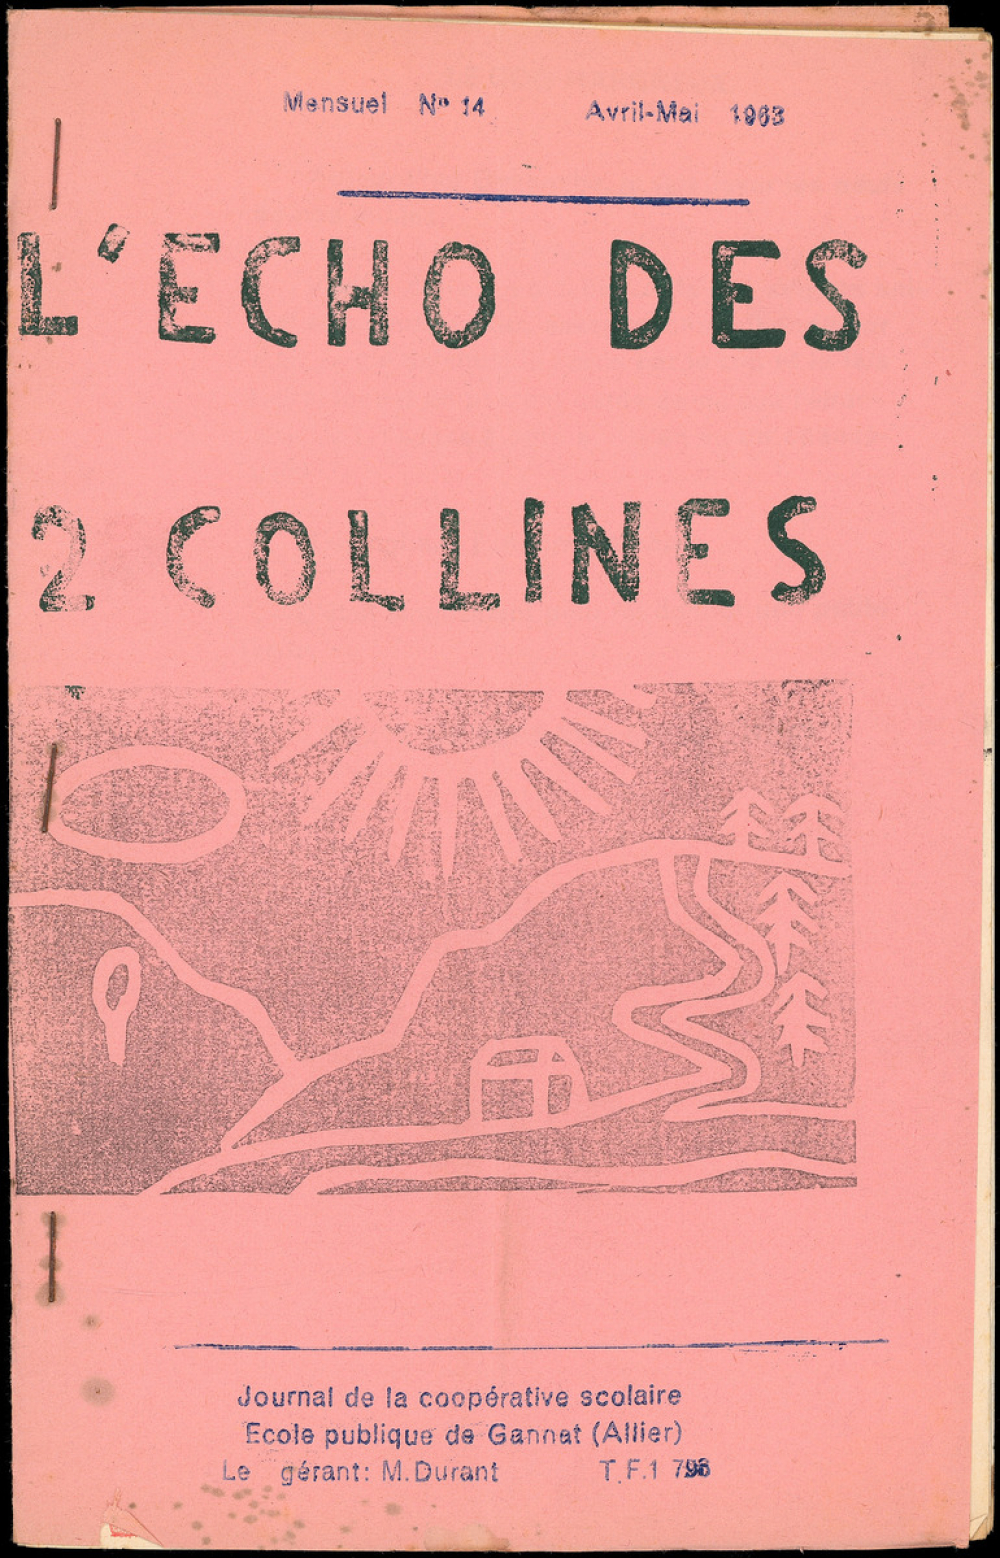 Mensuel N° 14 Avril-Mai 1963
L'ECHO DES
2 COLLINES
Journal de la coopérative scolaire
Ecole publique de Gannat (Allier)
Le gérant: M.Durant T.F.1 796